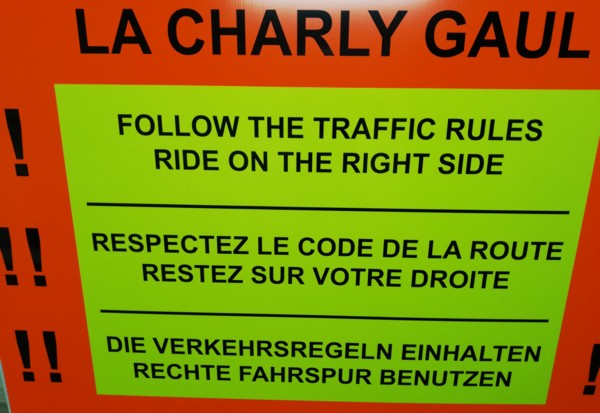 LA CHARLY GAUL
! FOLLOW THE TRAFFIC RULES
RIDE ON THE RIGHT SIDE
!! RESPECTEZ LE CODE DE LA ROUTE
RESTEZ SUR VOTRE DROITE
!! DIE VERKEHRSREGELN EINHALTEN !
RECHTE FAHRSPUR BENUTZEN